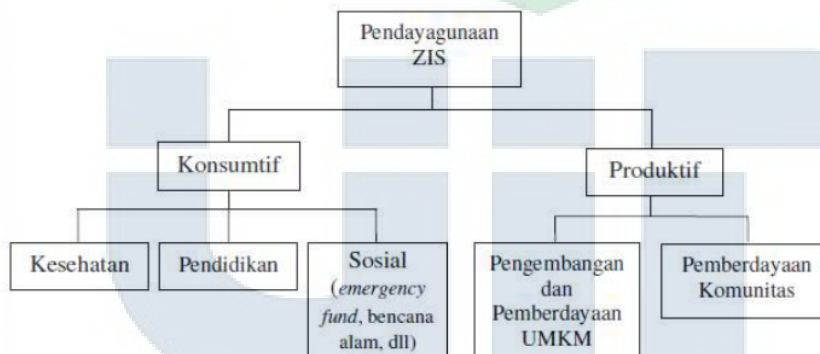 Pendayagunaan
ZIS
Konsumtif
Produktif
Kesehatan
Pendidikan
Sosial
(emergency
fund, bencana
alam, dll)
Pengembangan
dan
Pemberdayaan
UMKM
Pemberdayaan
Komunitas